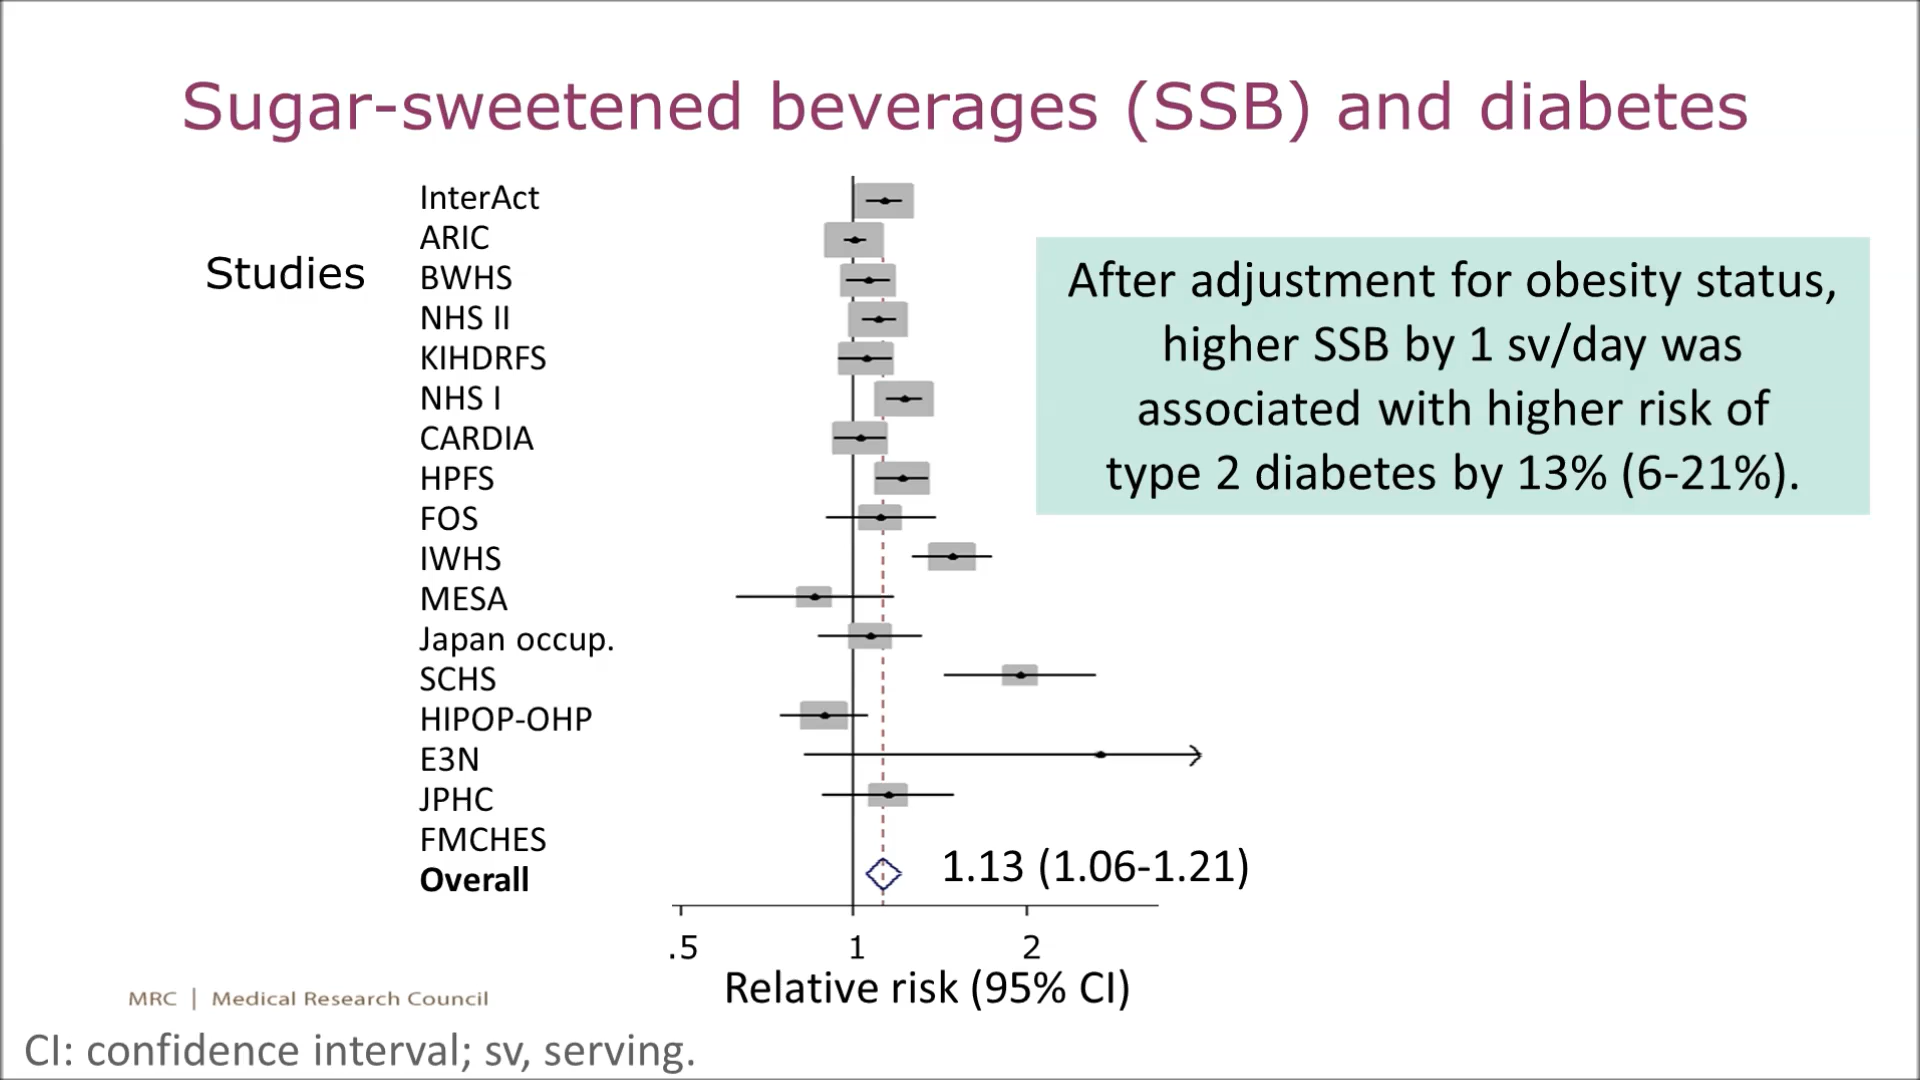 Sugar-sweetened beverages (SSB) and diabetes
Studies
InterAct
ARIC
BWHS
NHS II
KIHDRFS
NHS I
CARDIA
HPFS
FOS
IWHS
MESA
Japan occup.
SCHS
HIPOP-OHP
E3N
JPHC
FMCHES
Overall
After adjustment for obesity status,
higher SSB by 1 sv/day was
associated with higher risk of
type 2 diabetes by 13% (6-21%).
1.13 (1.06-1.21)
.5 1 2
Relative risk (95% CI)
MRC | Medical Research Council
CI: confidence interval; sv, serving.